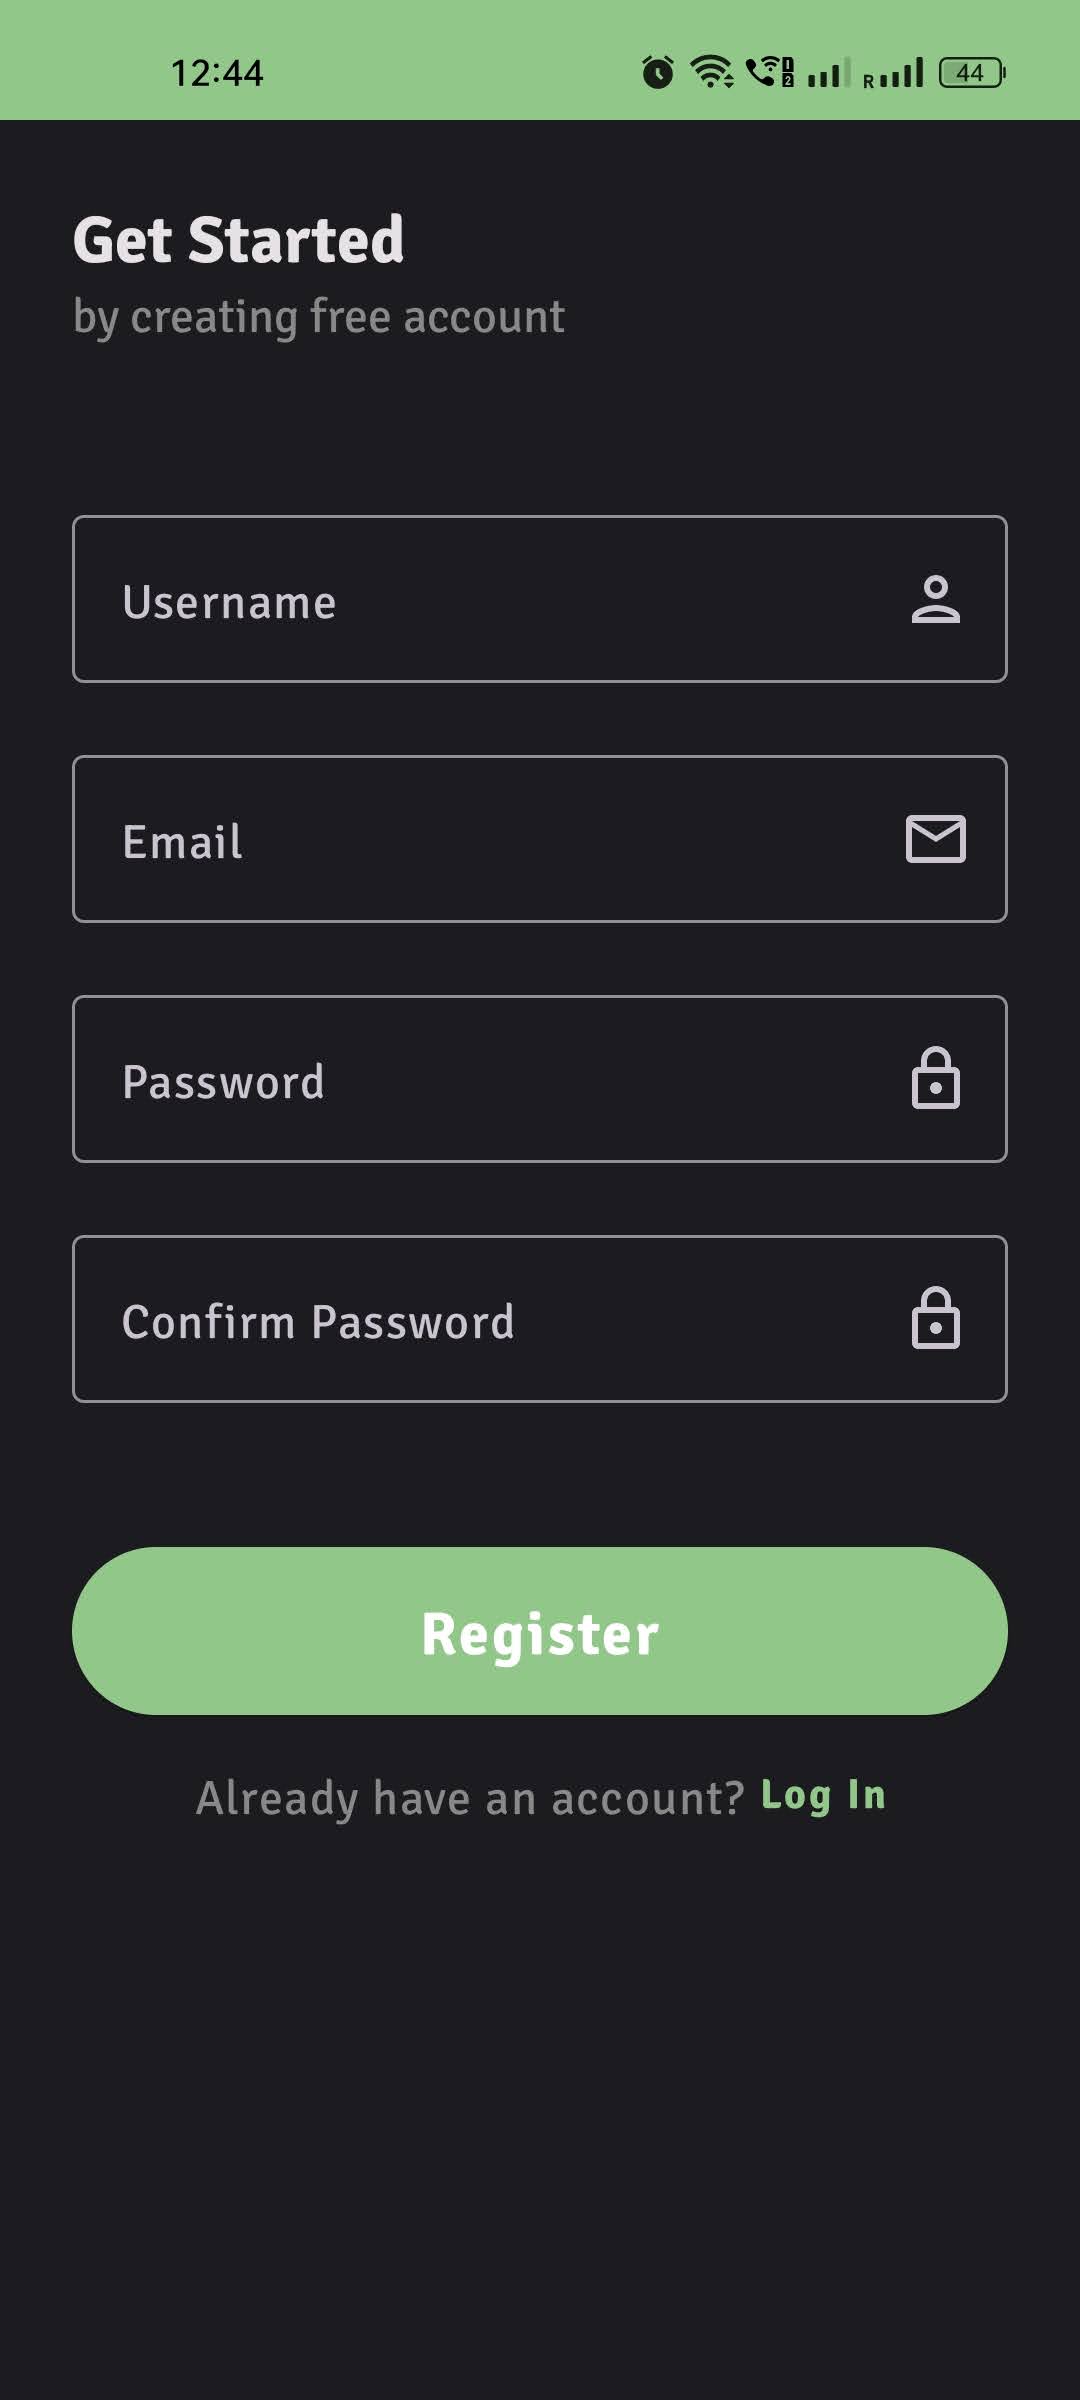 12:44
R
44
Get Started
by creating free account
Username
Email
Password
Confirm Password
Register
Already have an account? Log In